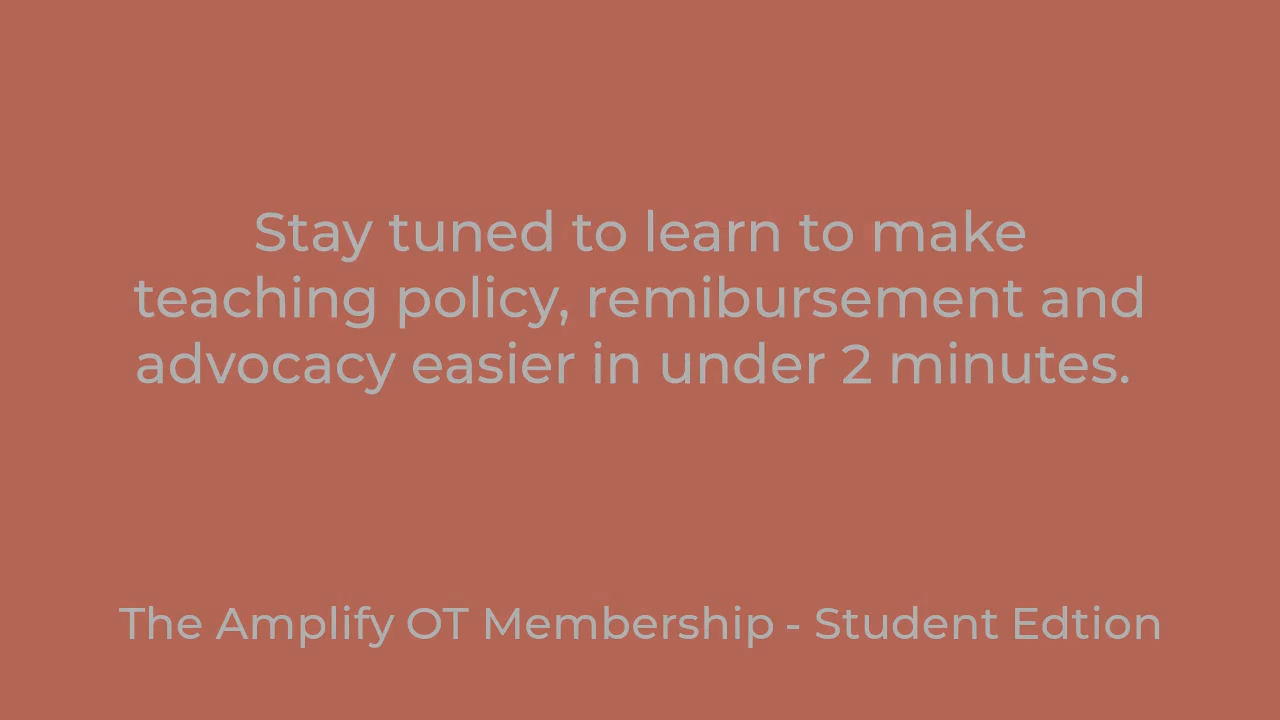 Stay tuned to learn to make
teaching policy, remibursement and
advocacy easier in under 2 minutes.
The Amplify OT Membership - Student Edtion